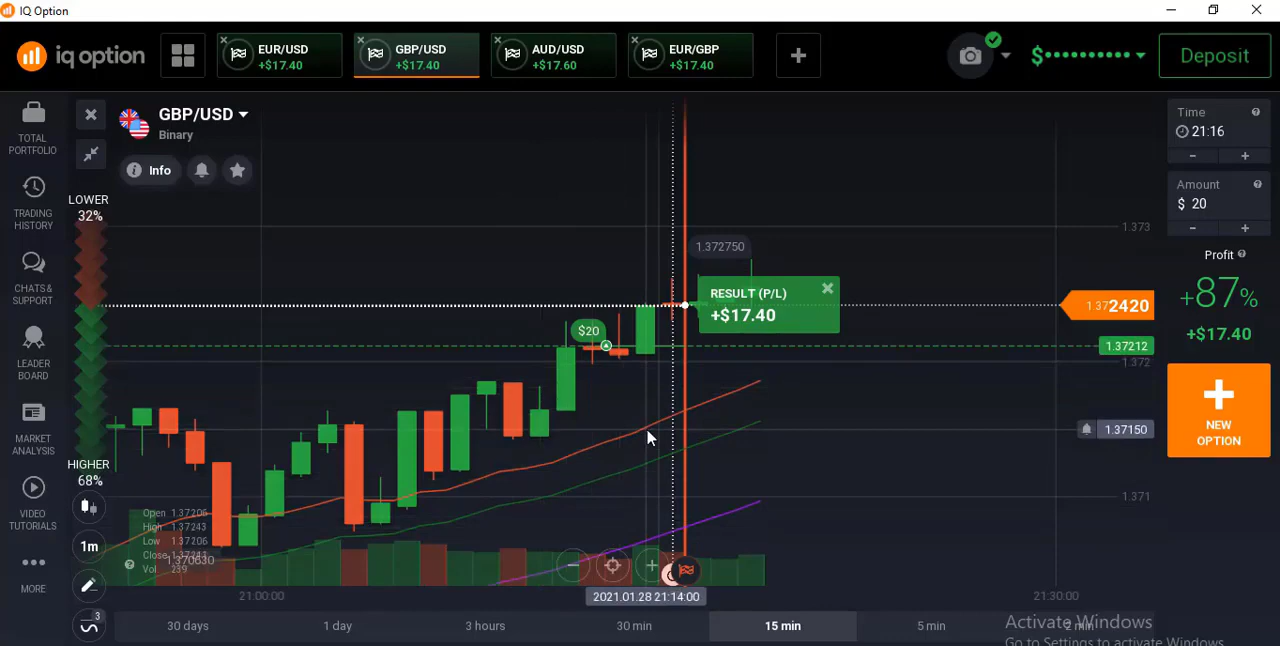 IQ Option
iq option
EUR/USD
+$17.40
GBP/USD
+$17.40
AUD/USD
+$17.60
EUR/GBP
+$17.40
$
Deposit
TOTAL
PORTFOLIO
TRADING
HISTORY
CHATS &
SUPPORT
LEADER
BOARD
MARKET
ANALYSIS
VIDEO
TUTORIALS
MORE
GBP/USD
Binary
Info
LOWER
32%
HIGHER
68%
1m
3
Open 1.37206
High 1.37243
Low 1.37206
Vol 239
1.370630
$20
1.372750
RESULT (P/L)
+$17.40
1.373
1.372420
1.37212
1.372
1.37150
1.371
21:00:00
2021.01.28 21:14:00
21:30:00
30 days
1 day
3 hours
30 min
15 min
5 min
Time
21:16
- +
Amount
$ 20
- +
Profit
+87%
+$17.40
NEW
OPTION
Activate Windows
Go to Settings to activate Windows.